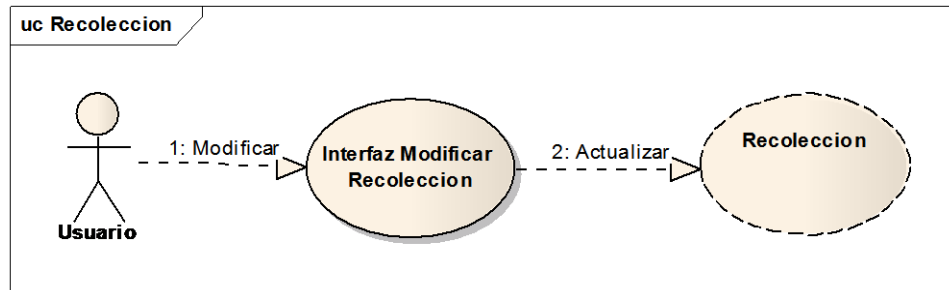 uc Recoleccion
1: Modificar
Interfaz Modificar
Recoleccion
2: Actualizar
Recoleccion
Usuario